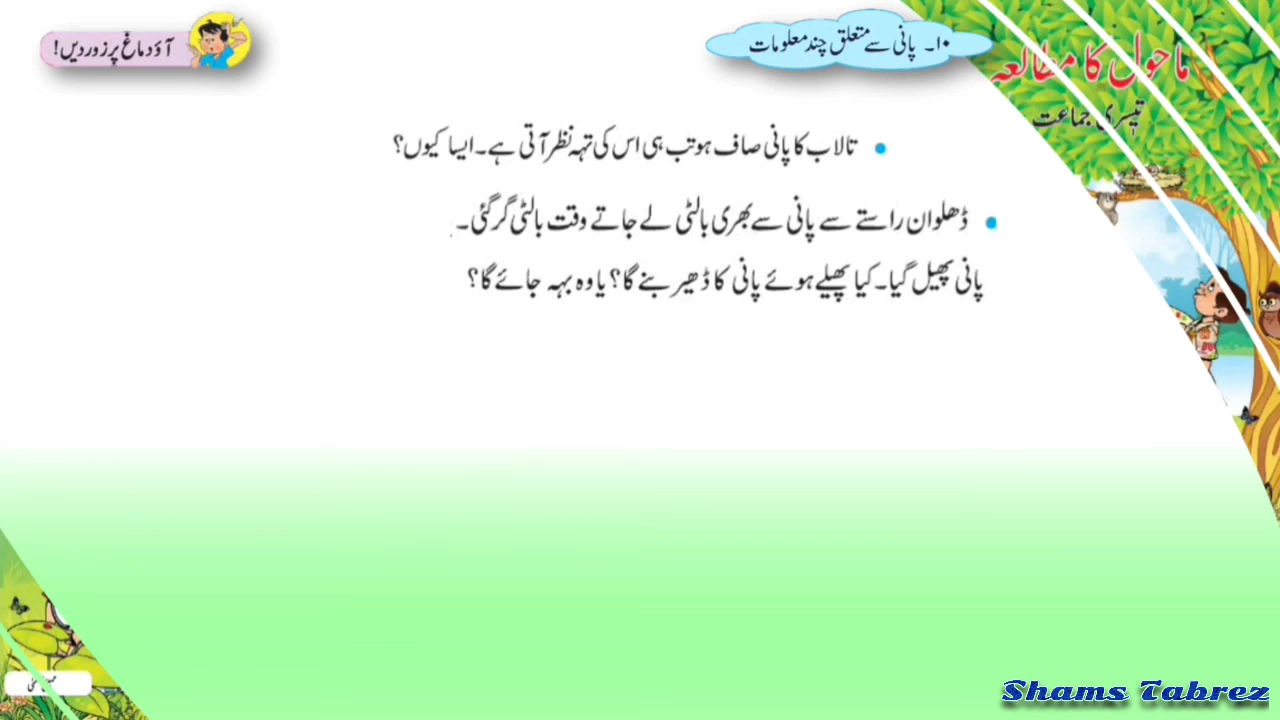 ماحول کا مطالعہ
تیسری جماعت
۱۰۔ پانی سے متعلق چند معلومات
آؤ دماغ پر زور دیں!
تالاب کا پانی صاف ہو تب ہی اس کی تہہ نظر آتی ہے۔ ایسا کیوں؟
ڈھلوان راستے سے پانی سے بھری بالٹی لے جاتے وقت بالٹی گر گئی۔
پانی پھیل گیا۔ کیا پھیلے ہوئے پانی کا ڈھیر بنے گا؟ یا وہ بہہ جائے گا؟
Shams Tabrez